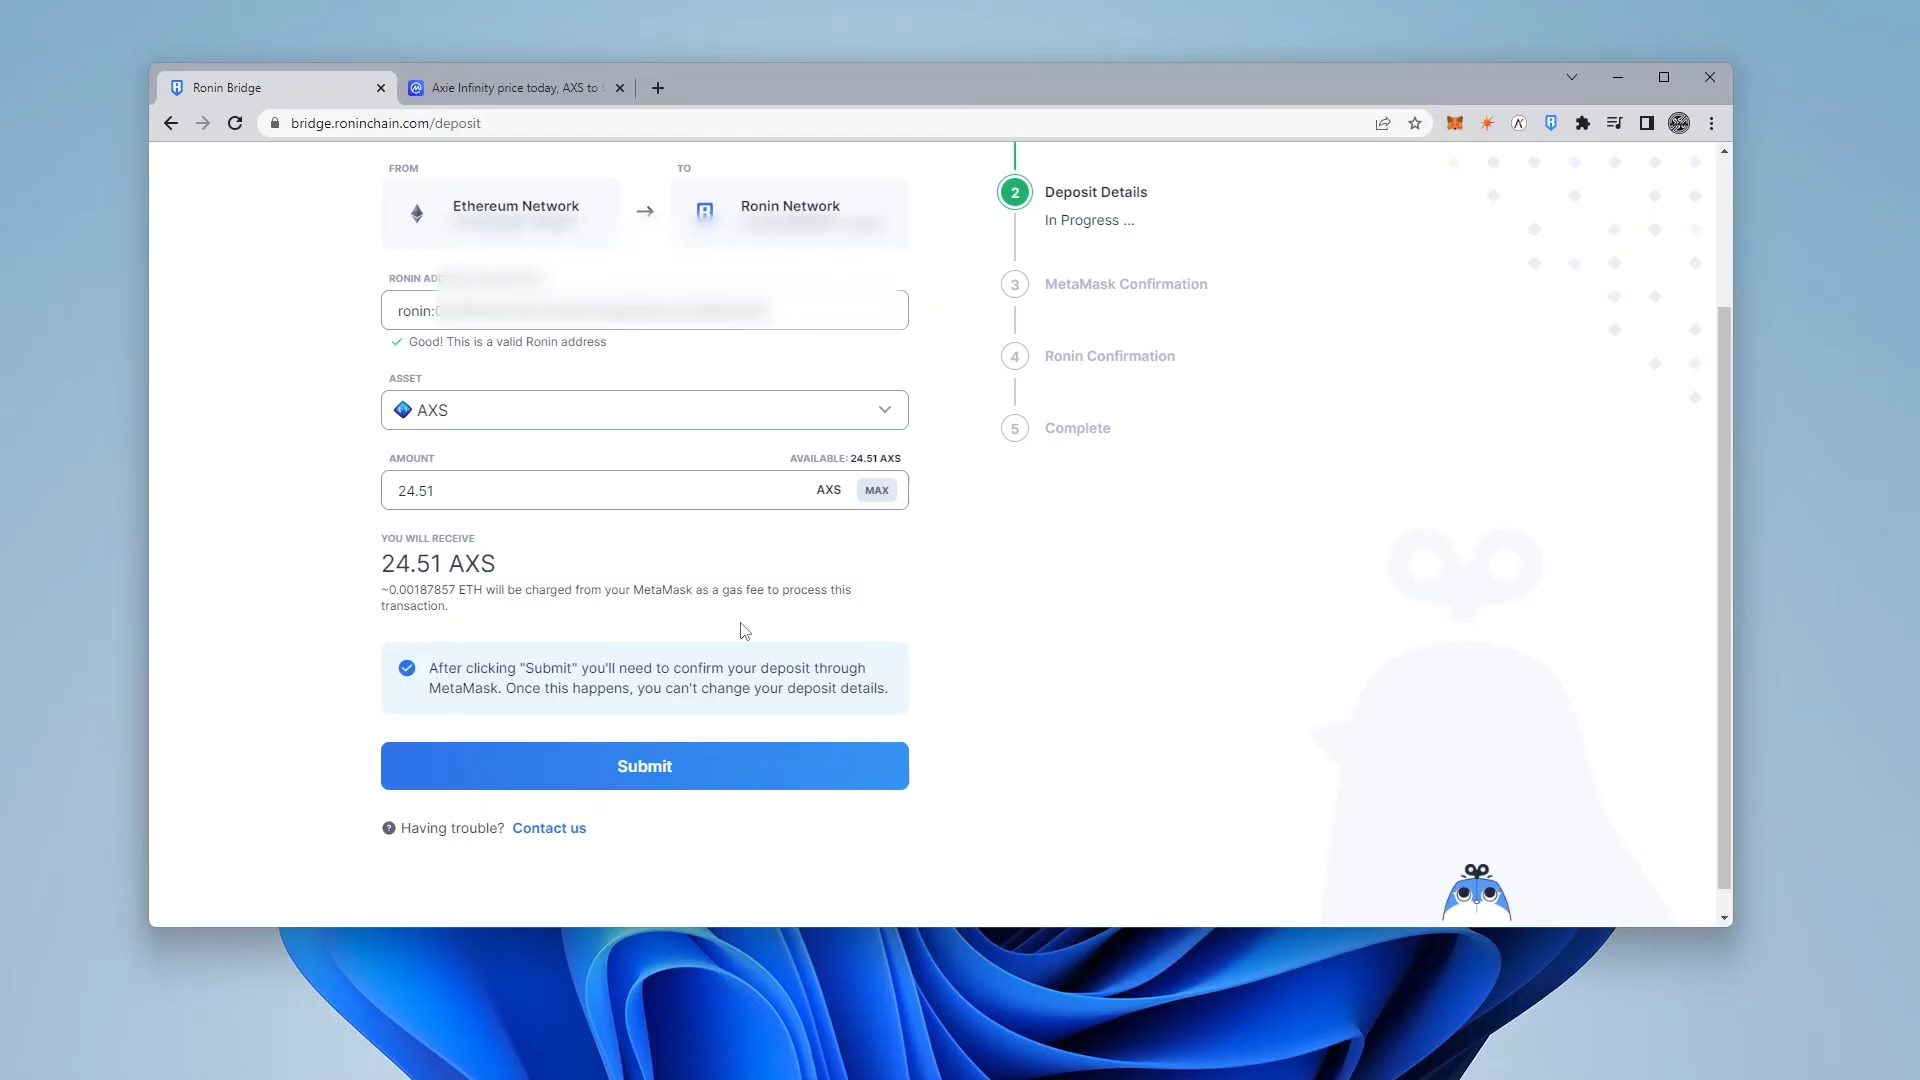 Ronin Bridge
Axie Infinity price today, AXS to
bridge.roninchain.com/deposit
FROM
TO
Ethereum Network
Ronin Network
RONIN
ronin:
Good! This is a valid Ronin address
ASSET
AXS
AMOUNT
AVAILABLE: 24.51 AXS
24.51
AXS
MAX
YOU WILL RECEIVE
24.51 AXS
~0.00187857 ETH will be charged from your MetaMask as a gas fee to process this
transaction.
After clicking "Submit" you'll need to confirm your deposit through
MetaMask. Once this happens, you can't change your deposit details.
Submit
Having trouble? Contact us
2
Deposit Details
In Progress ...
3
MetaMask Confirmation
4
Ronin Confirmation
5
Complete